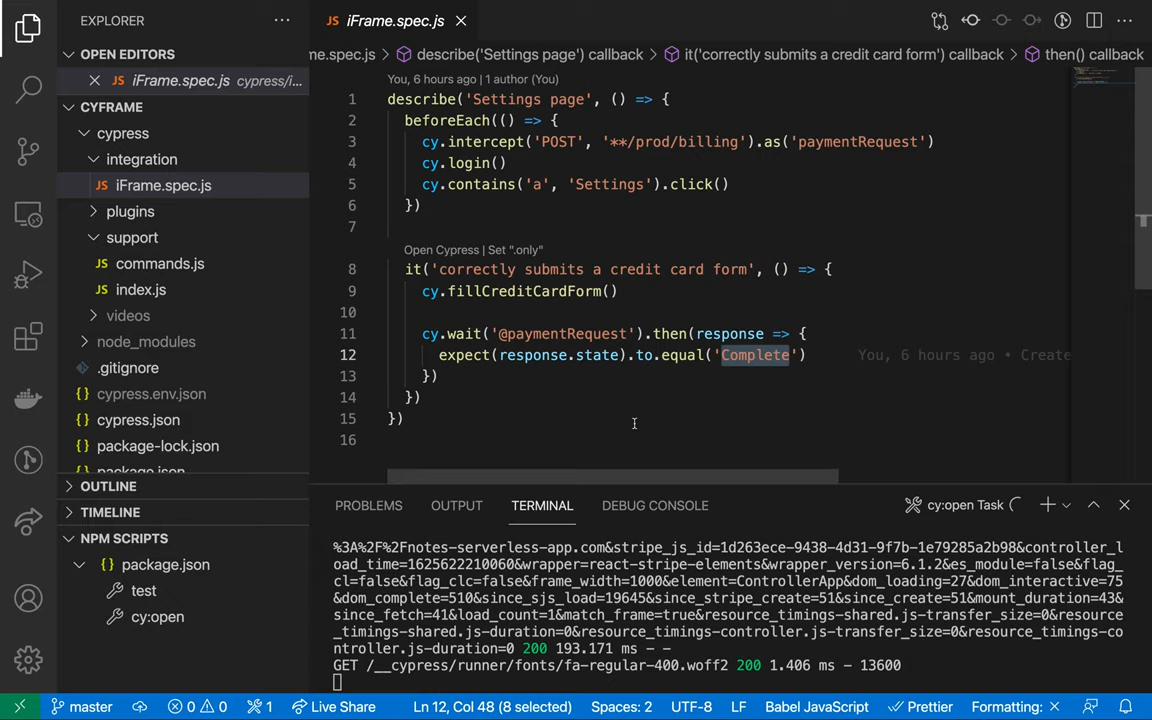 EXPLORER
OPEN EDITORS
JS iFrame.spec.js cypress/i...
CYFRAME
cypress
integration
JS iFrame.spec.js
plugins
support
JS commands.js
JS index.js
videos
node_modules
.gitignore
{} cypress.env.json
{} cypress.json
{} package-lock.json
{} package.json
OUTLINE
TIMELINE
NPM SCRIPTS
{} package.json
test
cy:open
JS iFrame.spec.js
me.spec.js > describe('Settings page') callback > it('correctly submits a credit card form') callback > then() callback
You, 6 hours ago | 1 author (You)
1 describe('Settings page', () => {
2 beforeEach(() => {
3 cy.intercept('POST', '**/prod/billing').as('paymentRequest')
4 cy.login()
5 cy.contains('a', 'Settings').click()
6 })
7
Open Cypress | Set ".only"
8 it('correctly submits a credit card form', () => {
9 cy.fillCreditCardForm()
10
11 cy.wait('@paymentRequest').then(response => {
12 expect(response.state).to.equal('Complete') You, 6 hours ago • Create
13 })
14 })
15 })
16
PROBLEMS OUTPUT TERMINAL DEBUG CONSOLE cy:open Task
%3A%2F%2Fnotes-serverless-app.com&stripe_js_id=1d263ece-9438-4d31-9f7b-1e79285a2b98&controller_l
oad_time=1625622210060&wrapper=react-stripe-elements&wrapper_version=6.1.2&es_module=false&flag_
cl=false&flag_clc=false&frame_width=1000&element=ControllerApp&dom_loading=27&dom_interactive=75
&dom_complete=510&since_sjs_load=19645&since_stripe_create=51&since_create=51&mount_duration=43&
since_fetch=41&load_count=1&match_frame=true&resource_timings-shared.js-transfer_size=0&resource
_timings-shared.js-duration=0&resource_timings-controller.js-transfer_size=0&resource_timings-co
ntroller.js-duration=0 200 193.171 ms - -
GET /__cypress/runner/fonts/fa-regular-400.woff2 200 1.406 ms - 13600
master 0 0 1 Live Share Ln 12, Col 48 (8 selected) Spaces: 2 UTF-8 LF Babel JavaScript Prettier Formatting: ×